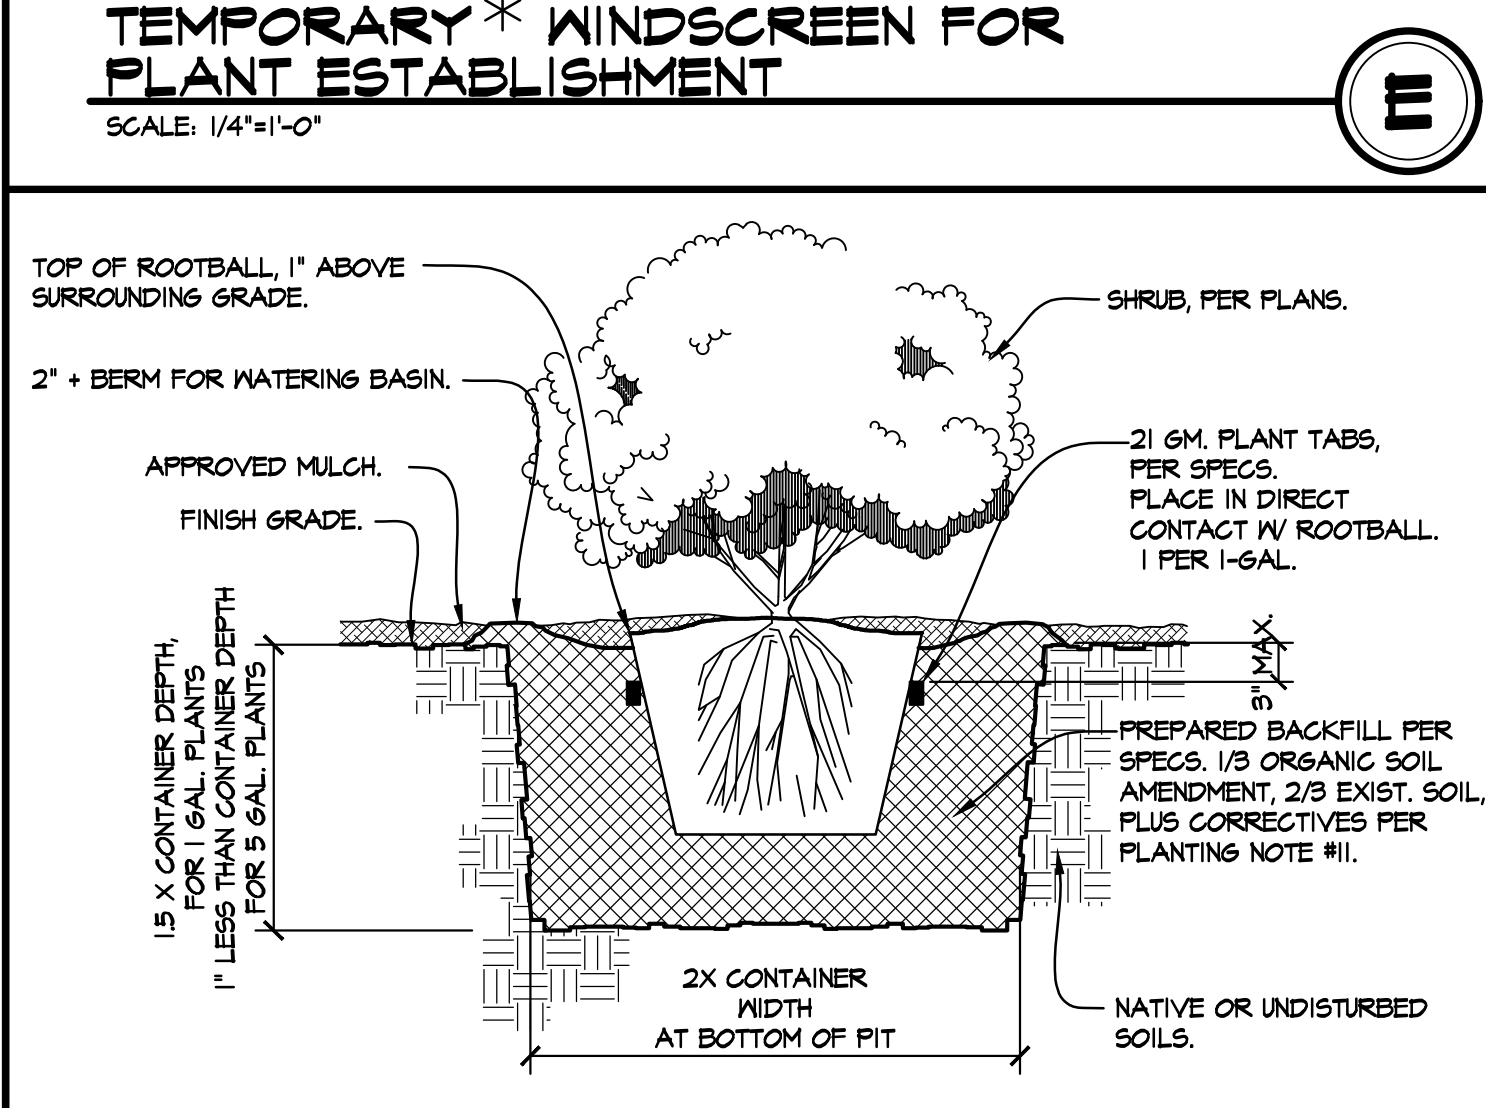 TEMPORARY * WINDSCREEN FOR
PLANT ESTABLISHMENT
SCALE: 1/4"=1'-0"
E
TOP OF ROOTBALL, 1" ABOVE
SURROUNDING GRADE.
2" + BERM FOR WATERING BASIN.
APPROVED MULCH.
FINISH GRADE.
SHRUB, PER PLANS.
21 GM. PLANT TABS,
PER SPECS.
PLACE IN DIRECT
CONTACT W/ ROOTBALL.
1 PER 1-GAL.
3" MAX.
PREPARED BACKFILL PER
SPECS. 1/3 ORGANIC SOIL
AMENDMENT, 2/3 EXIST. SOIL,
PLUS CORRECTIVES PER
PLANTING NOTE #11.
NATIVE OR UNDISTURBED
SOILS.
1.5 X CONTAINER DEPTH,
FOR 1 GAL. PLANTS
1" LESS THAN CONTAINER DEPTH
FOR 5 GAL. PLANTS
2X CONTAINER
WIDTH
AT BOTTOM OF PIT